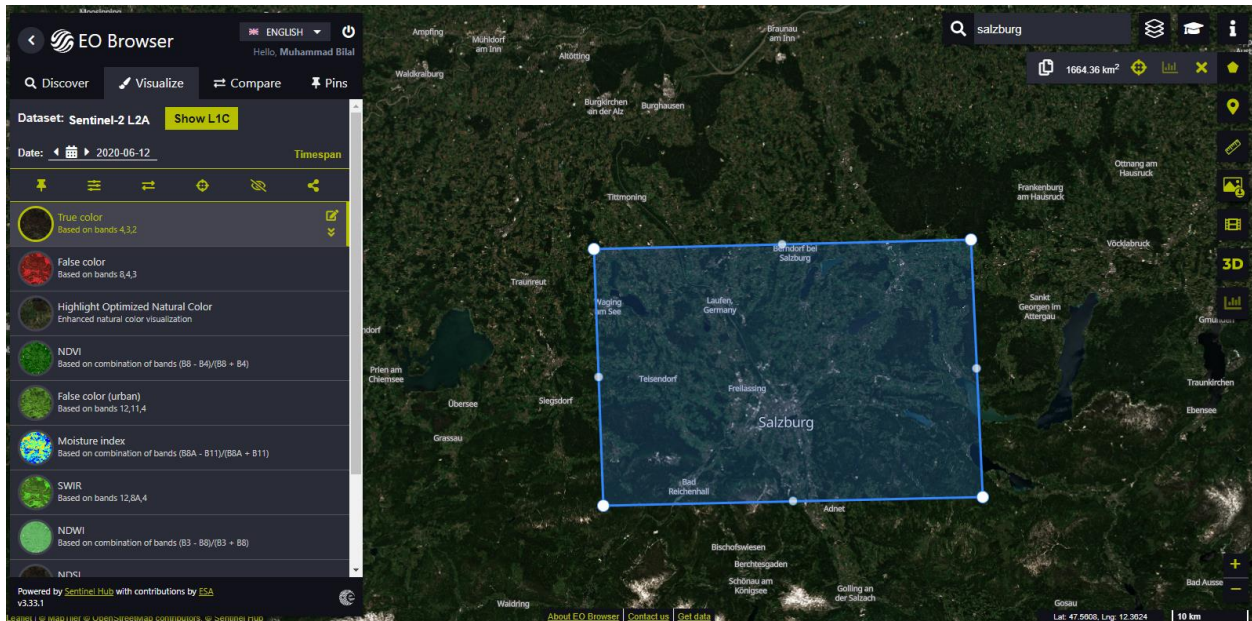 EO Browser
ENGLISH
Hello, Muhammad Bilal
Discover
Visualize
Compare
Pins
Dataset: Sentinel-2 L2A
Show L1C
Date: 2020-06-12
Timespan
True color
Based on bands 4,3,2
False color
Based on bands 8,4,3
Highlight Optimized Natural Color
Enhanced natural color visualization
NDVI
Based on combination of bands (B8 - B4)/(B8 + B4)
False color (urban)
Based on bands 12,11,4
Moisture index
Based on combination of bands (B8A - B11)/(B8A + B11)
SWIR
Based on bands 12,8A,4
NDWI
Based on combination of bands (B3 - B8)/(B3 + B8)
NDSI
Powered by Sentinel Hub with contributions by ESA
v3.33.1
Leaflet | © MapTiler © OpenStreetMap contributors, © Sentinel Hub
salzburg
1664.36 km²
3D
Ampfing
Mühldorf
am Inn
Altötting
Braunau
am Inn
Waldkraiburg
Burgkirchen
an der Alz
Burghausen
Ottnang am
Hausruck
Frankenburg
am Hausruck
Tittmoning
Vöcklabruck
Berndorf bei
Salzburg
Traunreut
Waging
am See
Laufen,
Germany
Sankt
Georgen im
Attergau
Prien am
Chiemsee
Teisendorf
Freilassing
Traunkirchen
Übersee
Siegsdorf
Ebensee
Salzburg
Grassau
Bad
Reichenhall
Adnet
Bischofswiesen
Berchtesgaden
Schönau am
Königsee
Golling an
der Salzach
Bad Ausse
Waldring
Gosau
About EO Browser
Contact us
Get data
Lat: 47.5608, Lng: 12.3624
10 km